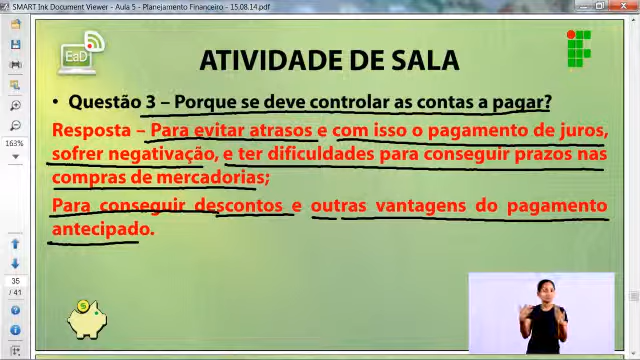 SMART Ink Document Viewer - Aula 5 - Planejamento Financeiro - 15.08.14.pdf
EaD
ATIVIDADE DE SALA
• Questão 3 – Porque se deve controlar as contas a pagar?
Resposta – Para evitar atrasos e com isso o pagamento de juros,
sofrer negativação, e ter dificuldades para conseguir prazos nas
compras de mercadorias;
Para conseguir descontos e outras vantagens do pagamento
antecipado.
163%
35
/ 41